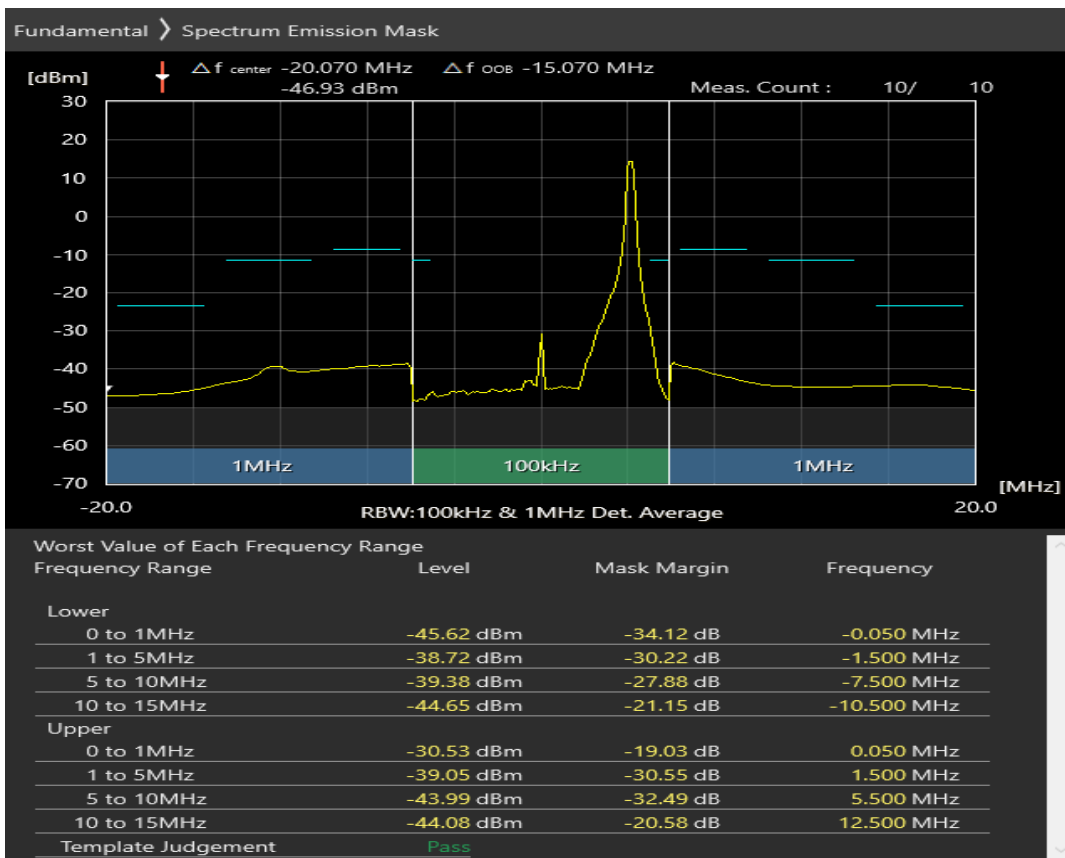 Fundamental ❭ Spectrum Emission Mask
[dBm] △f center -20.070 MHz △f OOB -15.070 MHz
-46.93 dBm Meas. Count : 10/ 10
30
20
10
0
-10
-20
-30
-40
-50
-60
1MHz 100kHz 1MHz
-70
[MHz]
-20.0 RBW:100kHz & 1MHz Det. Average 20.0
Worst Value of Each Frequency Range
Frequency Range Level Mask Margin Frequency
Lower
0 to 1MHz -45.62 dBm -34.12 dB -0.050 MHz
1 to 5MHz -38.72 dBm -30.22 dB -1.500 MHz
5 to 10MHz -39.38 dBm -27.88 dB -7.500 MHz
10 to 15MHz -44.65 dBm -21.15 dB -10.500 MHz
Upper
0 to 1MHz -30.53 dBm -19.03 dB 0.050 MHz
1 to 5MHz -39.05 dBm -30.55 dB 1.500 MHz
5 to 10MHz -43.99 dBm -32.49 dB 5.500 MHz
10 to 15MHz -44.08 dBm -20.58 dB 12.500 MHz
Template Judgement Pass